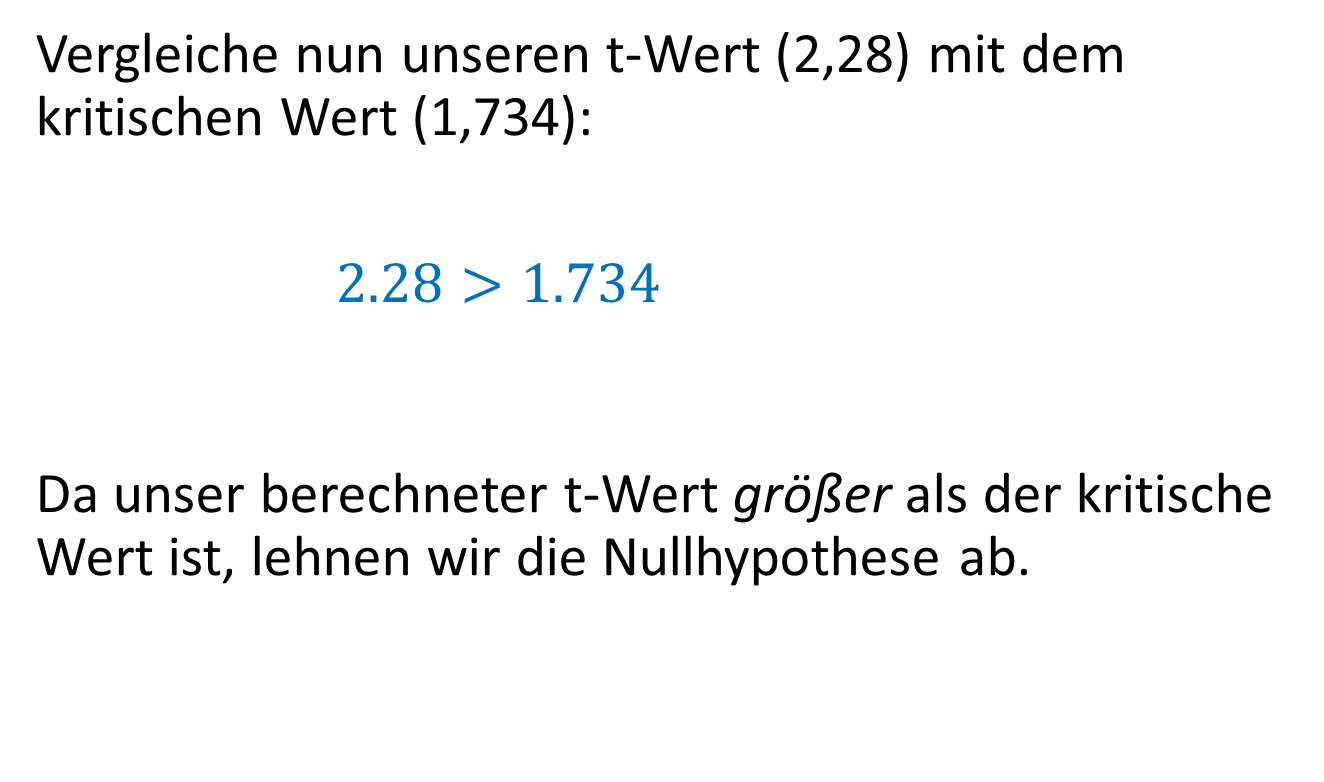 Vergleiche nun unseren t-Wert (2,28) mit dem
kritischen Wert (1,734):
2.28 > 1.734
Da unser berechneter t-Wert größer als der kritische
Wert ist, lehnen wir die Nullhypothese ab.